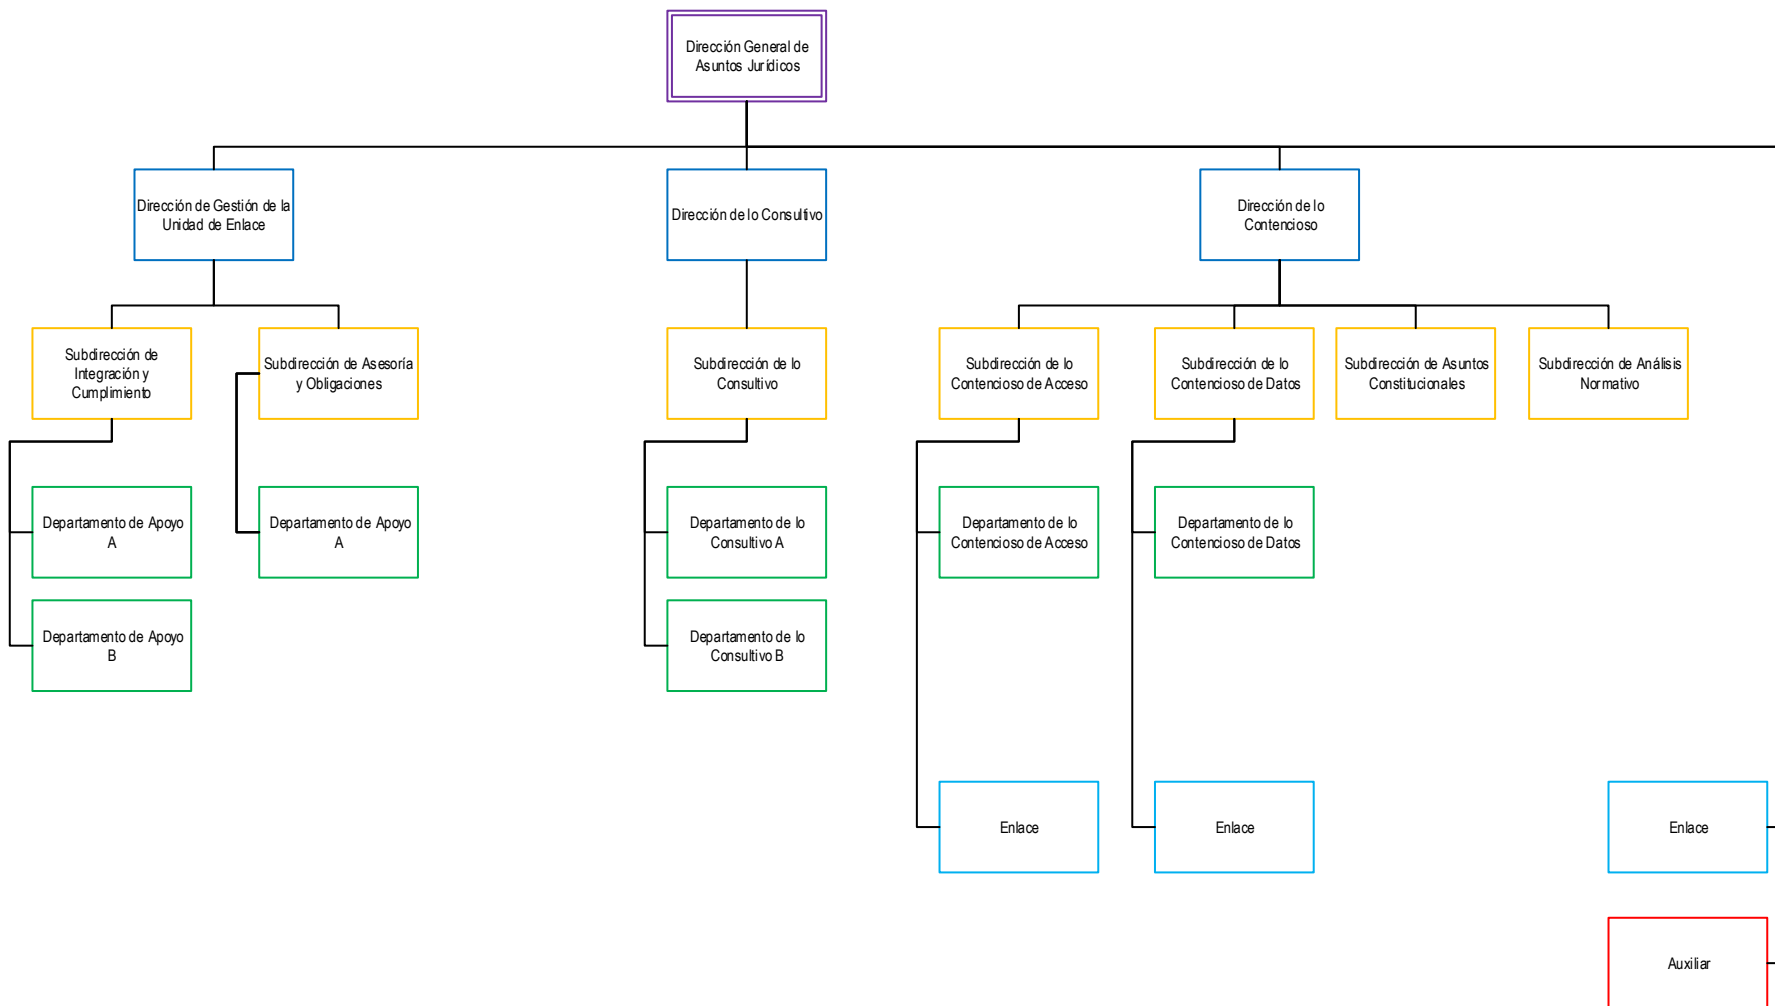 Dirección General de
Asuntos Jurídicos
Dirección de Gestión de la
Unidad de Enlace
Dirección de lo Consultivo
Dirección de lo
Contencioso
Subdirección de
Integración y
Cumplimiento
Subdirección de Asesoría
y Obligaciones
Subdirección de lo
Consultivo
Subdirección de lo
Contencioso de Acceso
Subdirección de lo
Contencioso de Datos
Subdirección de Asuntos
Constitucionales
Subdirección de Análisis
Normativo
Departamento de Apoyo
A
Departamento de Apoyo
A
Departamento de lo
Consultivo A
Departamento de lo
Contencioso de Acceso
Departamento de lo
Contencioso de Datos
Departamento de Apoyo
B
Departamento de lo
Consultivo B
Enlace
Enlace
Enlace
Auxiliar